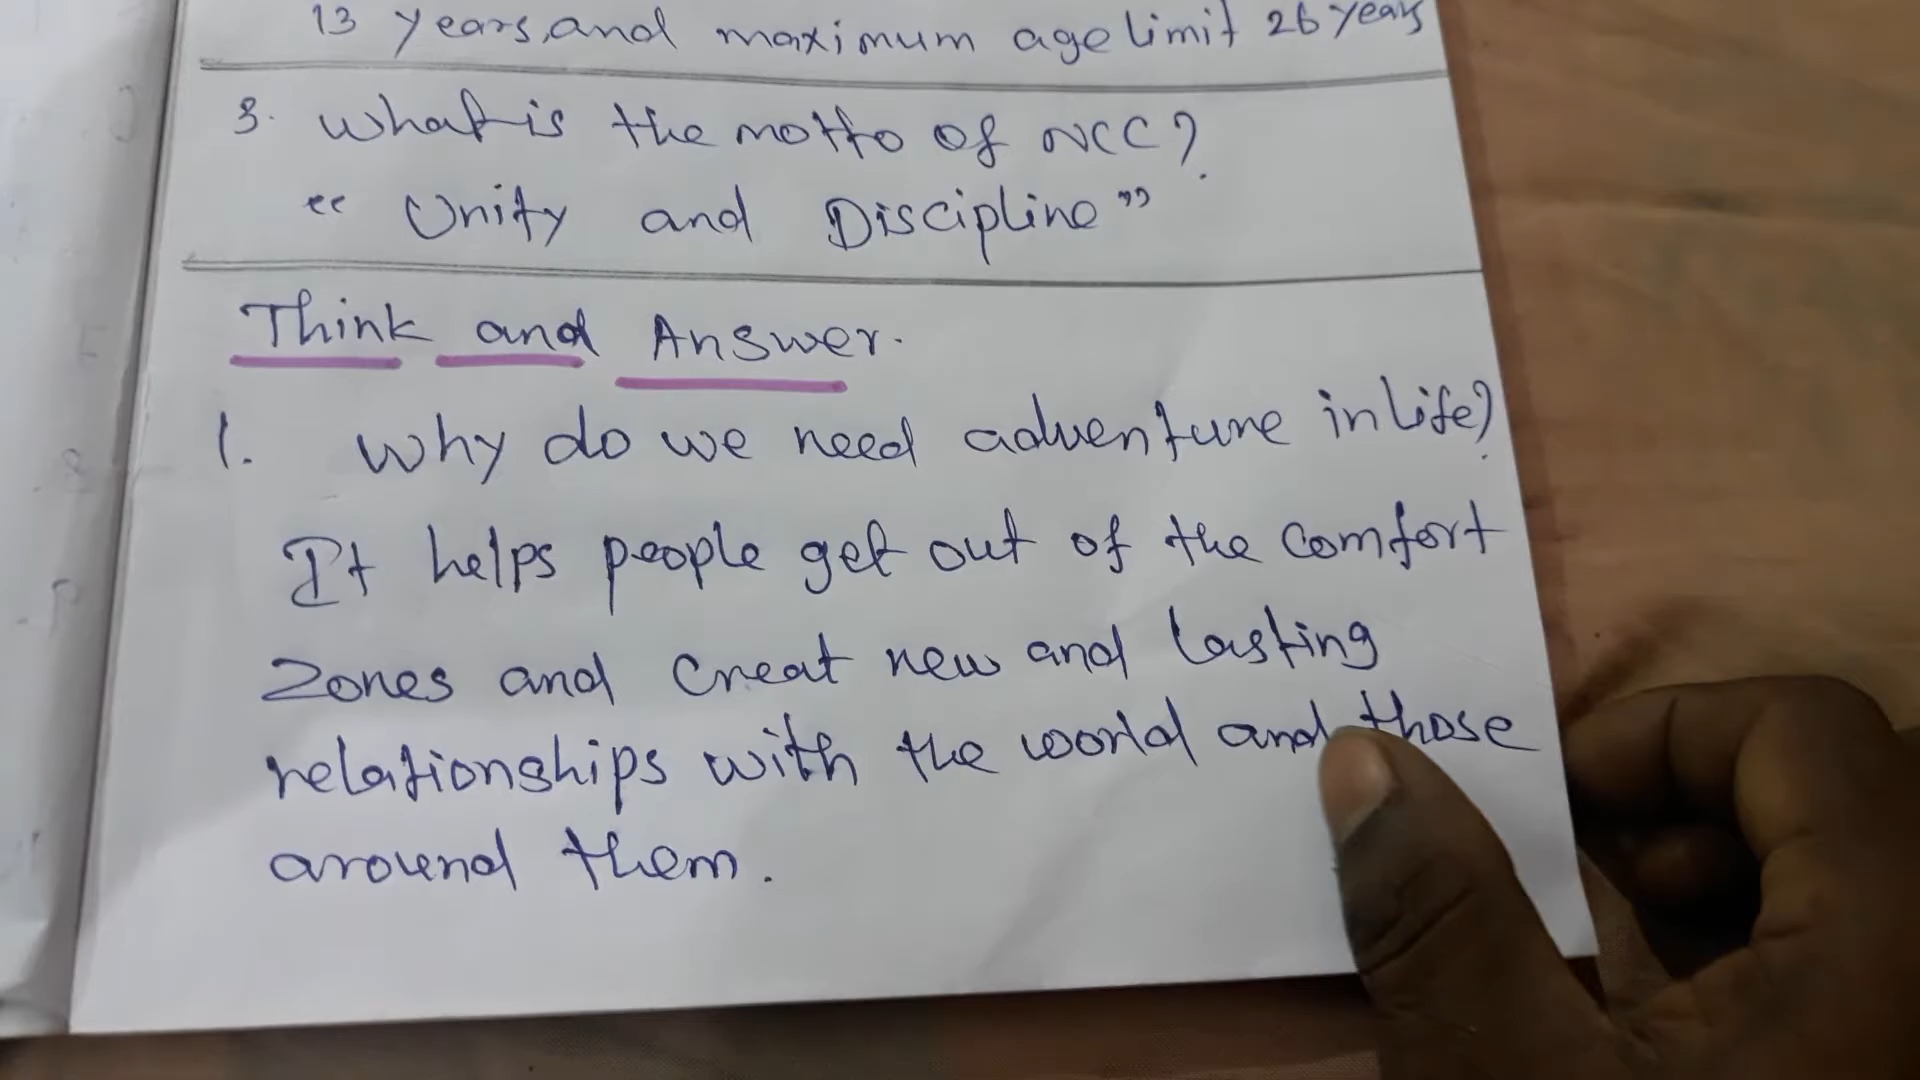 13 years, and maximum age limit 26 years
3. What is the motto of NCC?
“ Unity and Discipline ”
Think and Answer.
1. Why do we need adventure in life?
It helps people get out of the comfort
zones and creat new and lasting
relationships with the world and those
around them.